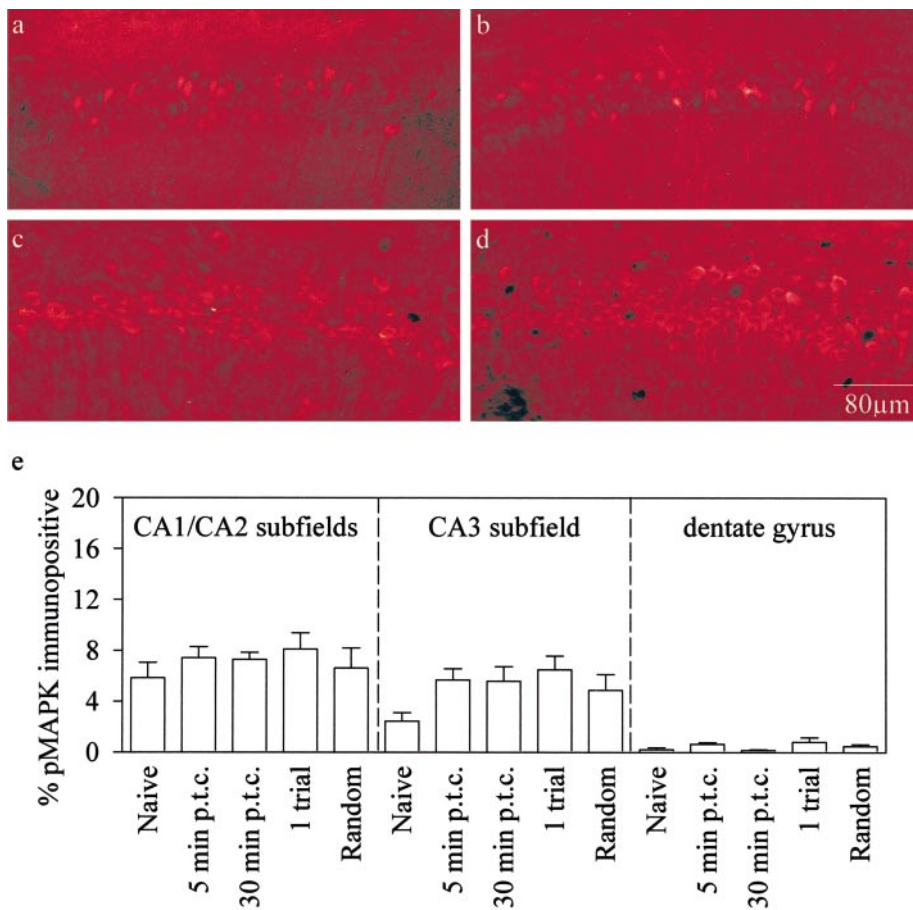 a
b
c
d
80µm
e
% pMAPK immunopositive
20
16
12
8
4
0
CA1/CA2 subfields
CA3 subfield
dentate gyrus
Naive
5 min p.t.c.
30 min p.t.c.
1 trial
Random
Naive
5 min p.t.c.
30 min p.t.c.
1 trial
Random
Naive
5 min p.t.c.
30 min p.t.c.
1 trial
Random